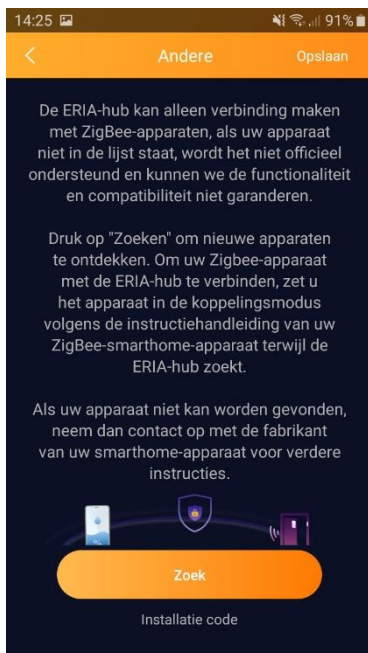 14:25 91%
Andere Opslaan
De ERIA-hub kan alleen verbinding maken
met ZigBee-apparaten, als uw apparaat
niet in de lijst staat, wordt het niet officieel
ondersteund en kunnen we de functionaliteit
en compatibiliteit niet garanderen.
Druk op "Zoeken" om nieuwe apparaten
te ontdekken. Om uw Zigbee-apparaat
met de ERIA-hub te verbinden, zet u
het apparaat in de koppelingsmodus
volgens de instructiehandleiding van uw
ZigBee-smarthome-apparaat terwijl de
ERIA-hub zoekt.
Als uw apparaat niet kan worden gevonden,
neem dan contact op met de fabrikant
van uw smarthome-apparaat voor verdere
instructies.
Zoek
Installatie code